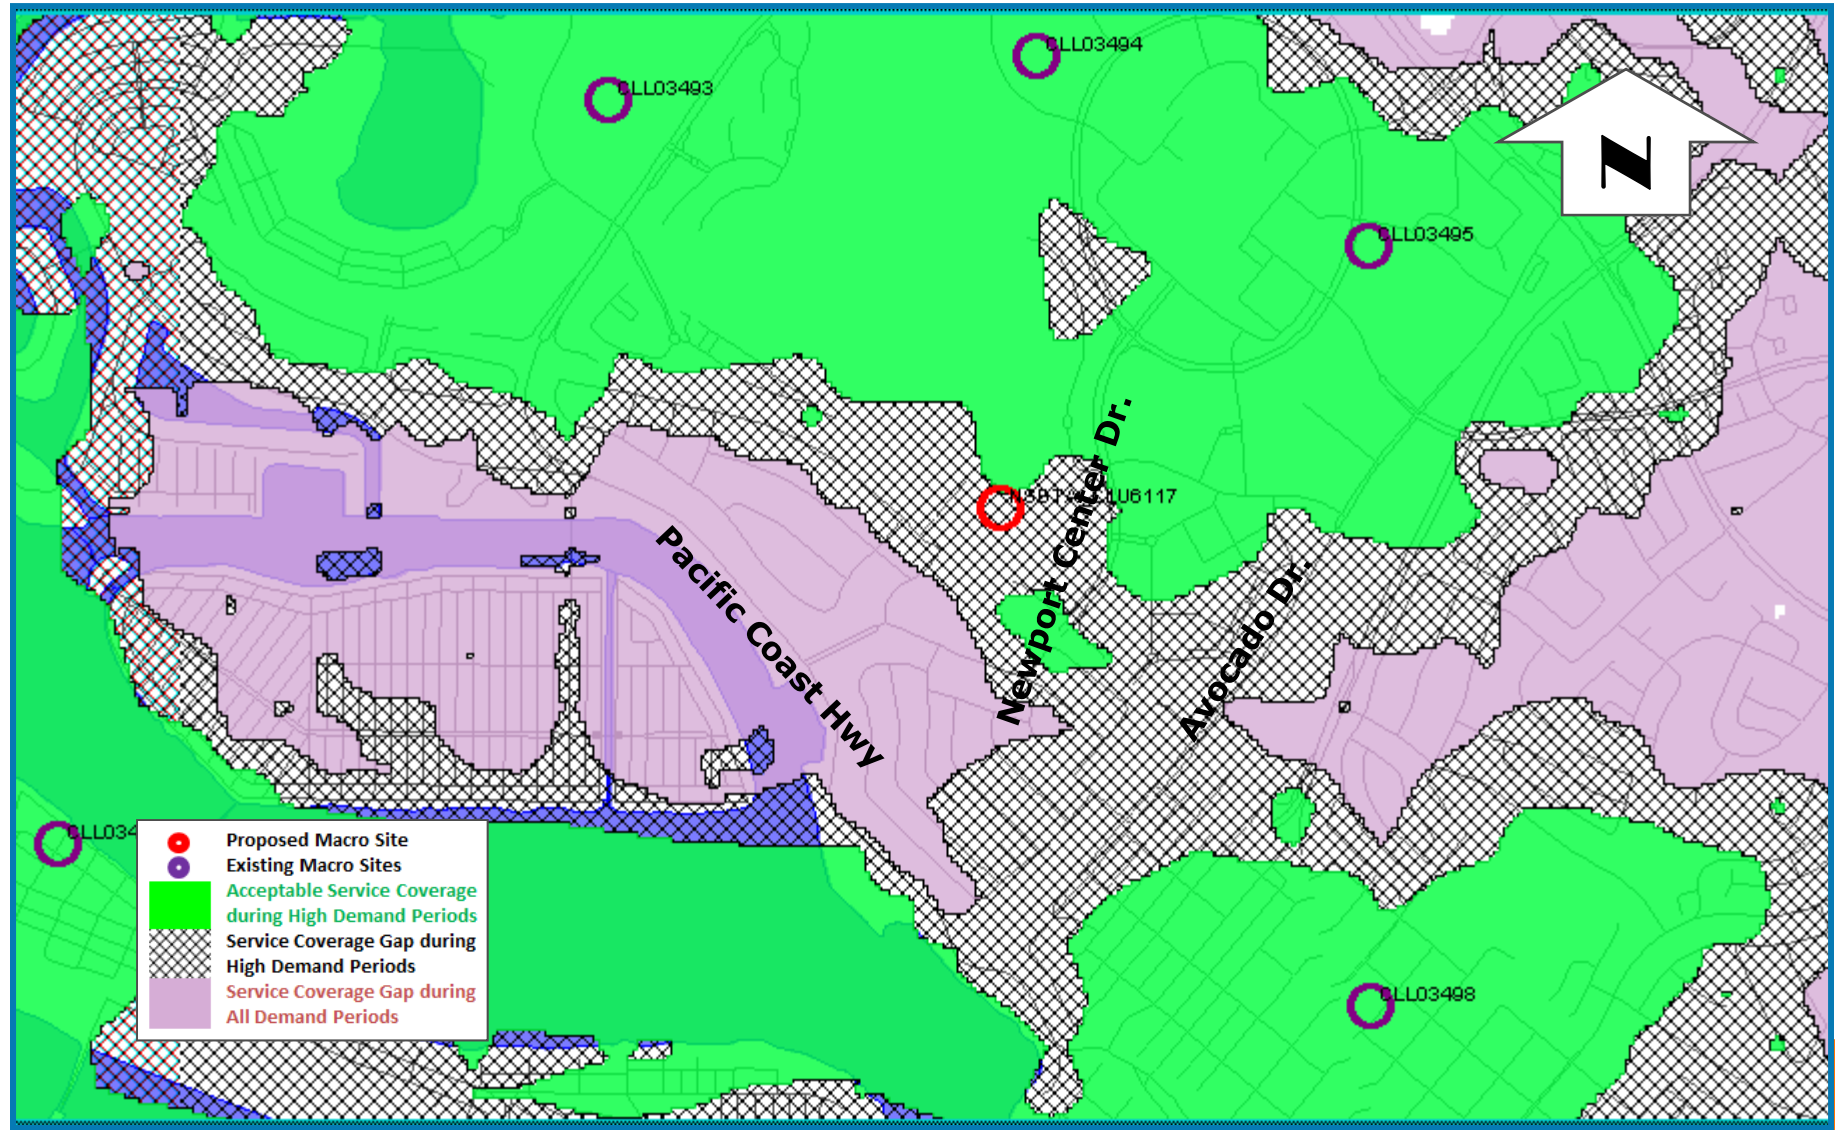 CLL03494
CLL03493
N
CLL03495
Newport Center Dr.
Pacific Coast Hwy
Avocado Dr.
CLL034
Proposed Macro Site
Existing Macro Sites
Acceptable Service Coverage
during High Demand Periods
Service Coverage Gap during
High Demand Periods
Service Coverage Gap during
All Demand Periods
CLL03498